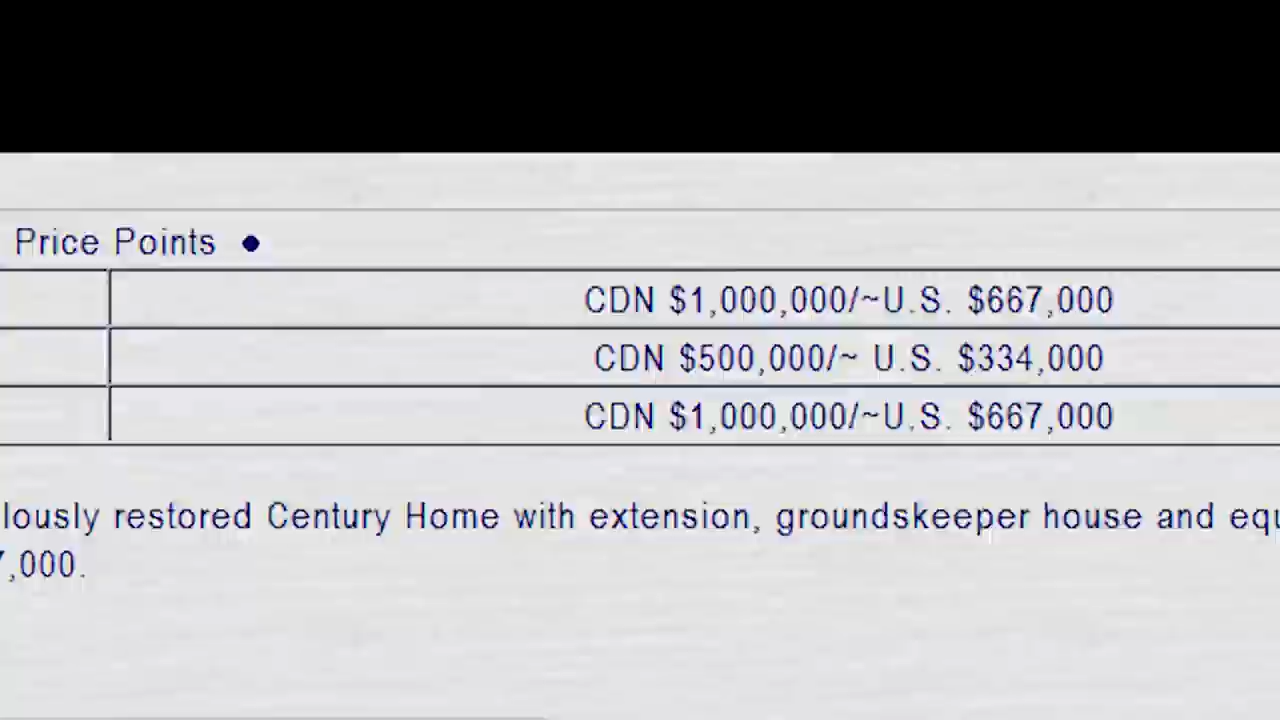 Price Points ●
CDN $1,000,000/~U.S. $667,000
CDN $500,000/~ U.S. $334,000
CDN $1,000,000/~U.S. $667,000
lously restored Century Home with extension, groundskeeper house and equ
,000.